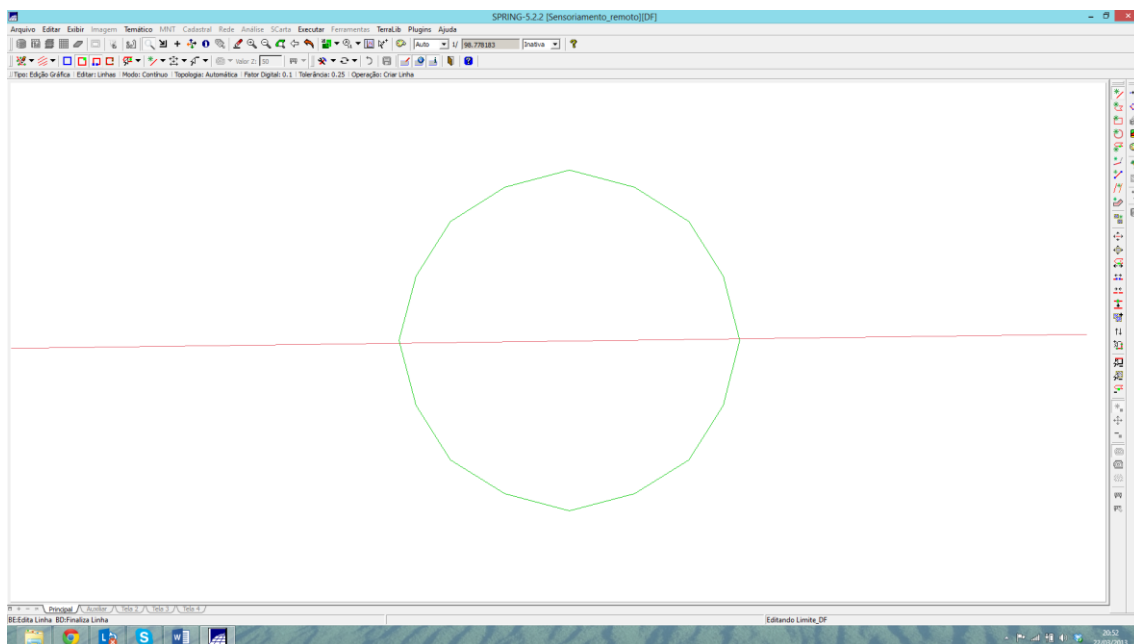 SPRING-5.2.2 [Sensoriamento_remoto][DF]
Arquivo Editar Exibir Imagem Temático MNT Cadastral Rede Análise SCarta Executar Ferramentas TerraLib Plugins Ajuda
Auto 1/ 98.778183 Inativa
Valor Z: 50
Tipo: Edição Gráfica Editar: Linhas Modo: Contínuo Topologia: Automática Fator Digital: 0.1 Tolerância: 0.25 Operação: Criar Linha
Principal Auxiliar Tela 2 Tela 3 Tela 4
BE:Edita Linha BD:Finaliza Linha Editando Limite_DF
20:52